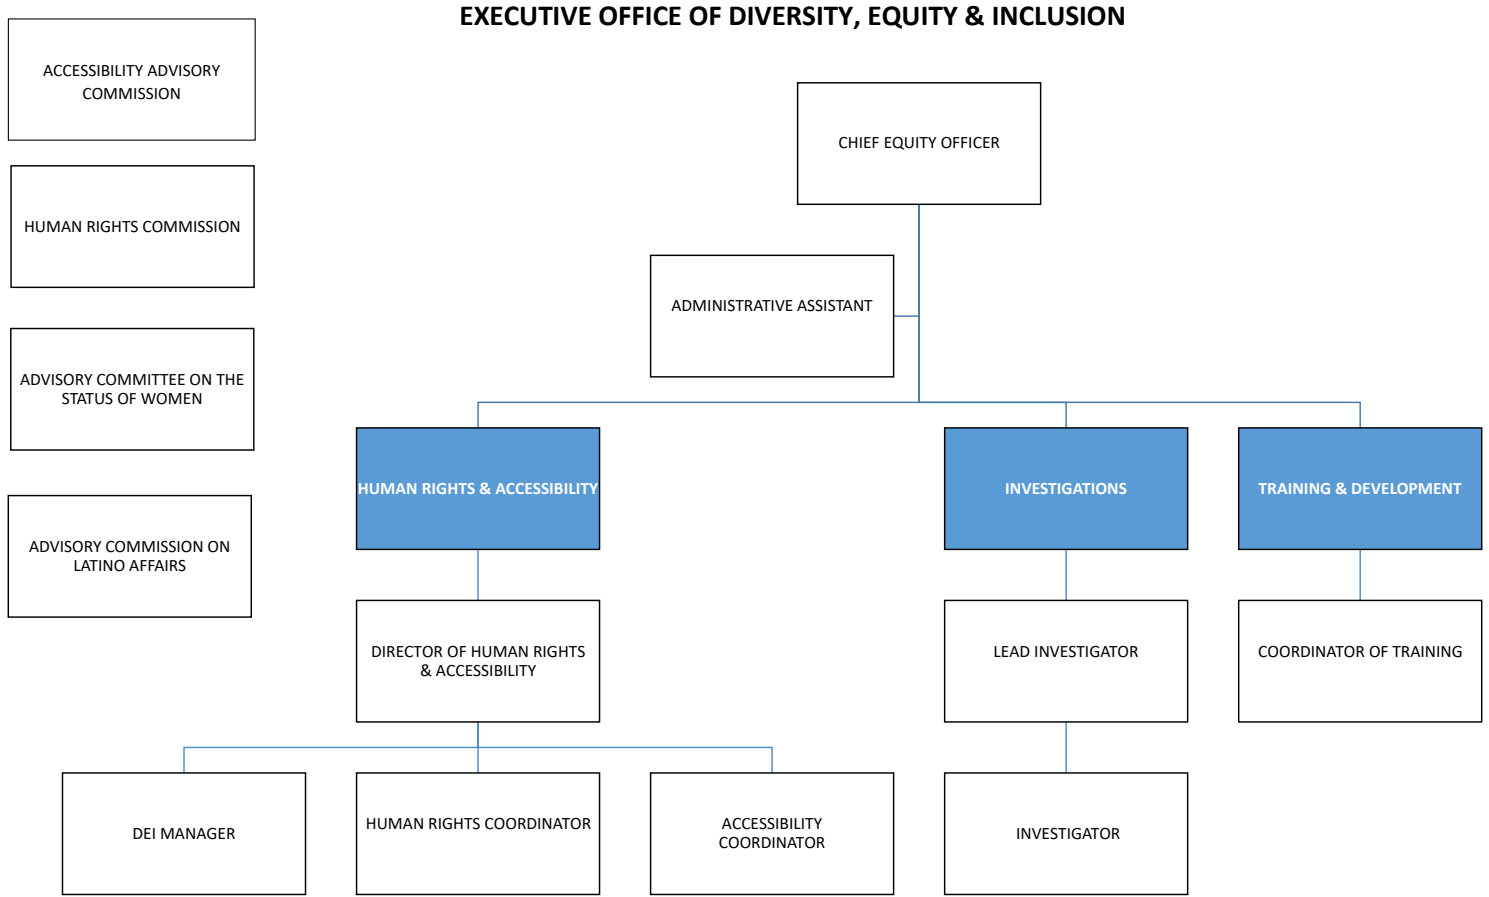 EXECUTIVE OFFICE OF DIVERSITY, EQUITY & INCLUSION
ACCESSIBILITY ADVISORY
COMMISSION
HUMAN RIGHTS COMMISSION
ADVISORY COMMITTEE ON THE
STATUS OF WOMEN
ADVISORY COMMISSION ON
LATINO AFFAIRS
CHIEF EQUITY OFFICER
ADMINISTRATIVE ASSISTANT
HUMAN RIGHTS & ACCESSIBILITY
INVESTIGATIONS
TRAINING & DEVELOPMENT
DIRECTOR OF HUMAN RIGHTS
& ACCESSIBILITY
LEAD INVESTIGATOR
COORDINATOR OF TRAINING
DEI MANAGER
HUMAN RIGHTS COORDINATOR
ACCESSIBILITY
COORDINATOR
INVESTIGATOR